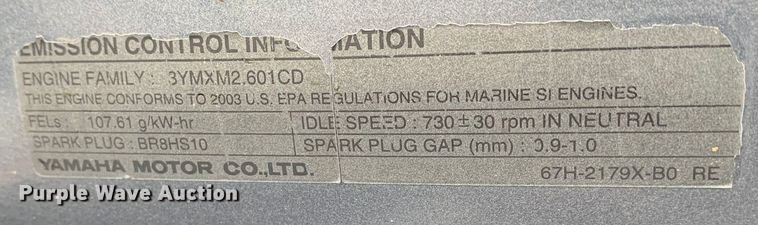 EMISSION CONTROL INFORMATION
ENGINE FAMILY : 3YMXM2.601CD
THIS ENGINE CONFORMS TO 2003 U.S. EPA REGULATIONS FOR MARINE SI ENGINES.
FELs : 107.61 g/kW-hr IDLE SPEED : 730 ± 30 rpm IN NEUTRAL
SPARK PLUG : BR8HS10 SPARK PLUG GAP (mm) : 0.9-1.0
YAMAHA MOTOR CO.,LTD. 67H-2179X-B0 RE
Purple Wave Auction